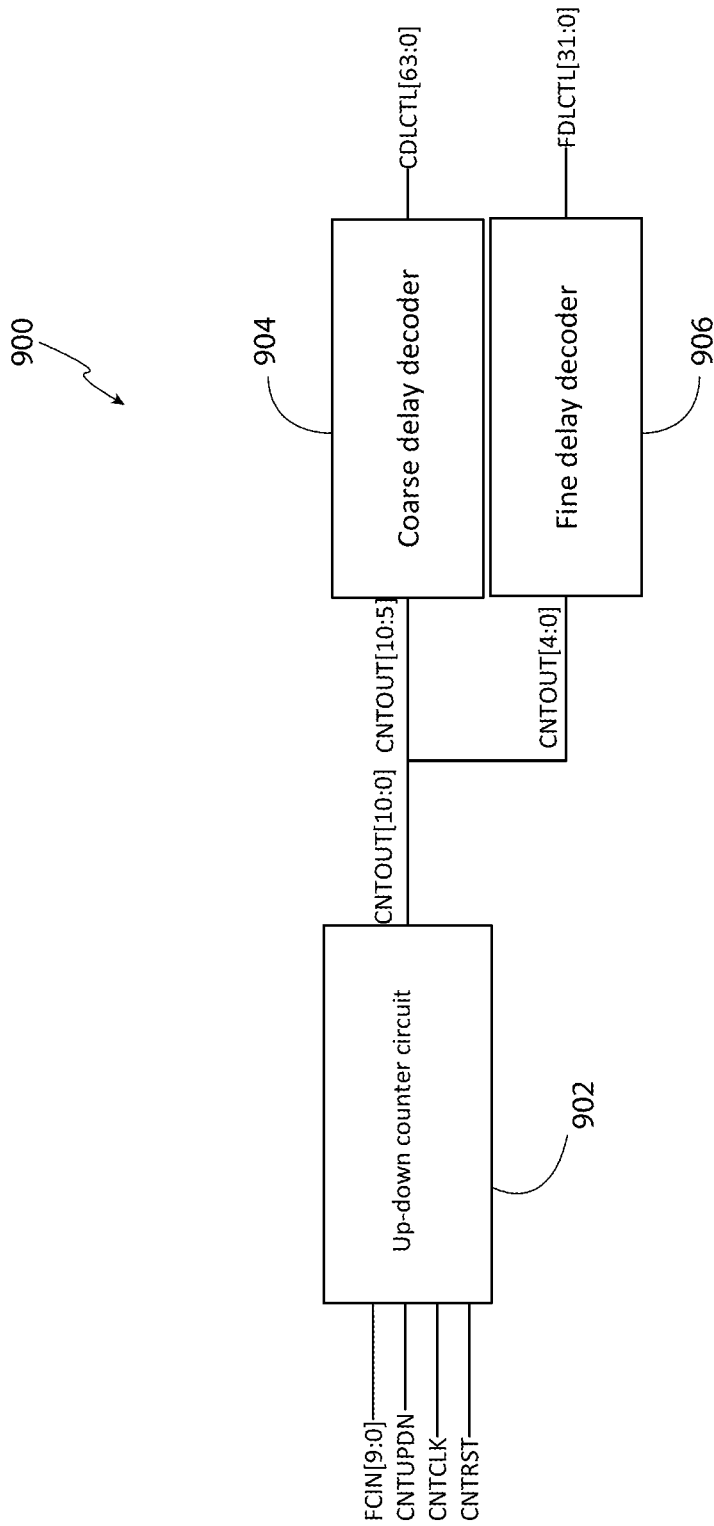 900
FCIN[9:0]
CNTUPDN
CNTCLK
CNTRST
Up-down counter circuit
902
CNTOUT[10:0]
CNTOUT[10:5]
CNTOUT[4:0]
904
Coarse delay decoder
CDLCTL[63:0]
Fine delay decoder
906
FDLCTL[31:0]